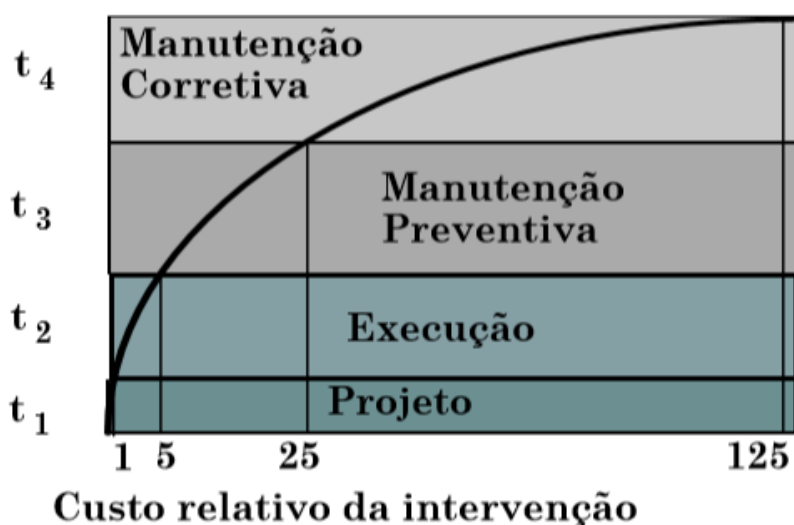 t 4
Manutenção
Corretiva
t 3
Manutenção
Preventiva
t 2
Execução
t 1
Projeto
1 5 25 125
Custo relativo da intervenção